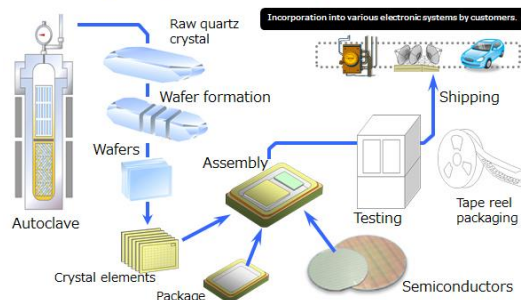 Incorporation into various electronic systems by customers.
Raw quartz
crystal
Wafer formation
Shipping
Wafers
Assembly
Autoclave
Testing
Tape reel
packaging
Crystal elements
Package
Semiconductors